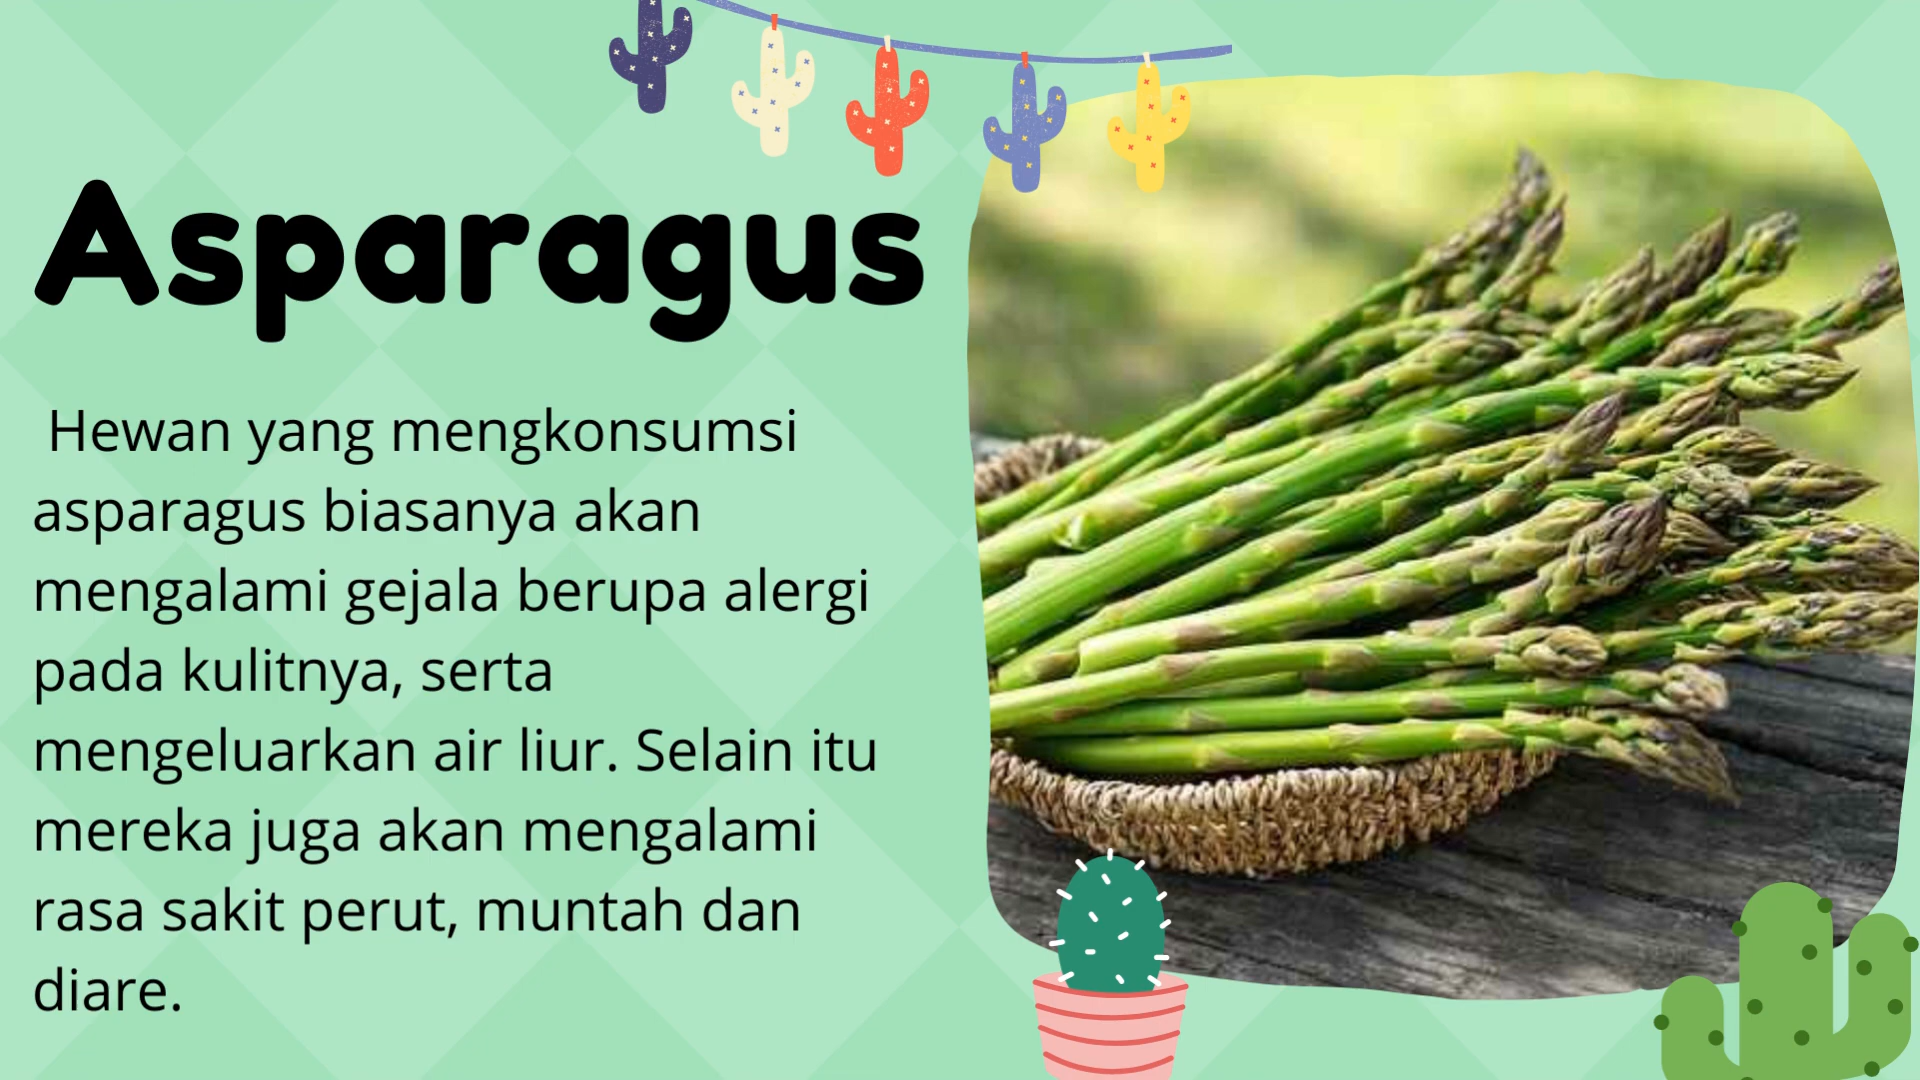 Asparagus
Hewan yang mengkonsumsi
asparagus biasanya akan
mengalami gejala berupa alergi
pada kulitnya, serta
mengeluarkan air liur. Selain itu
mereka juga akan mengalami
rasa sakit perut, muntah dan
diare.